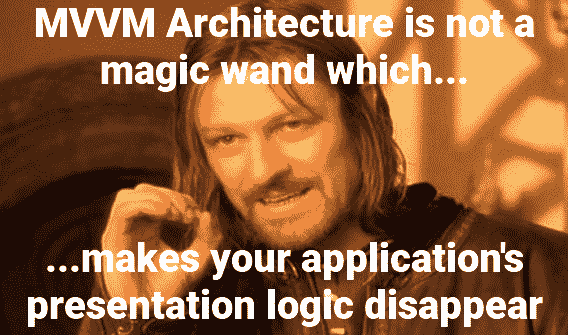 MVVM Architecture is not a
magic wand which...
...makes your application's
presentation logic disappear